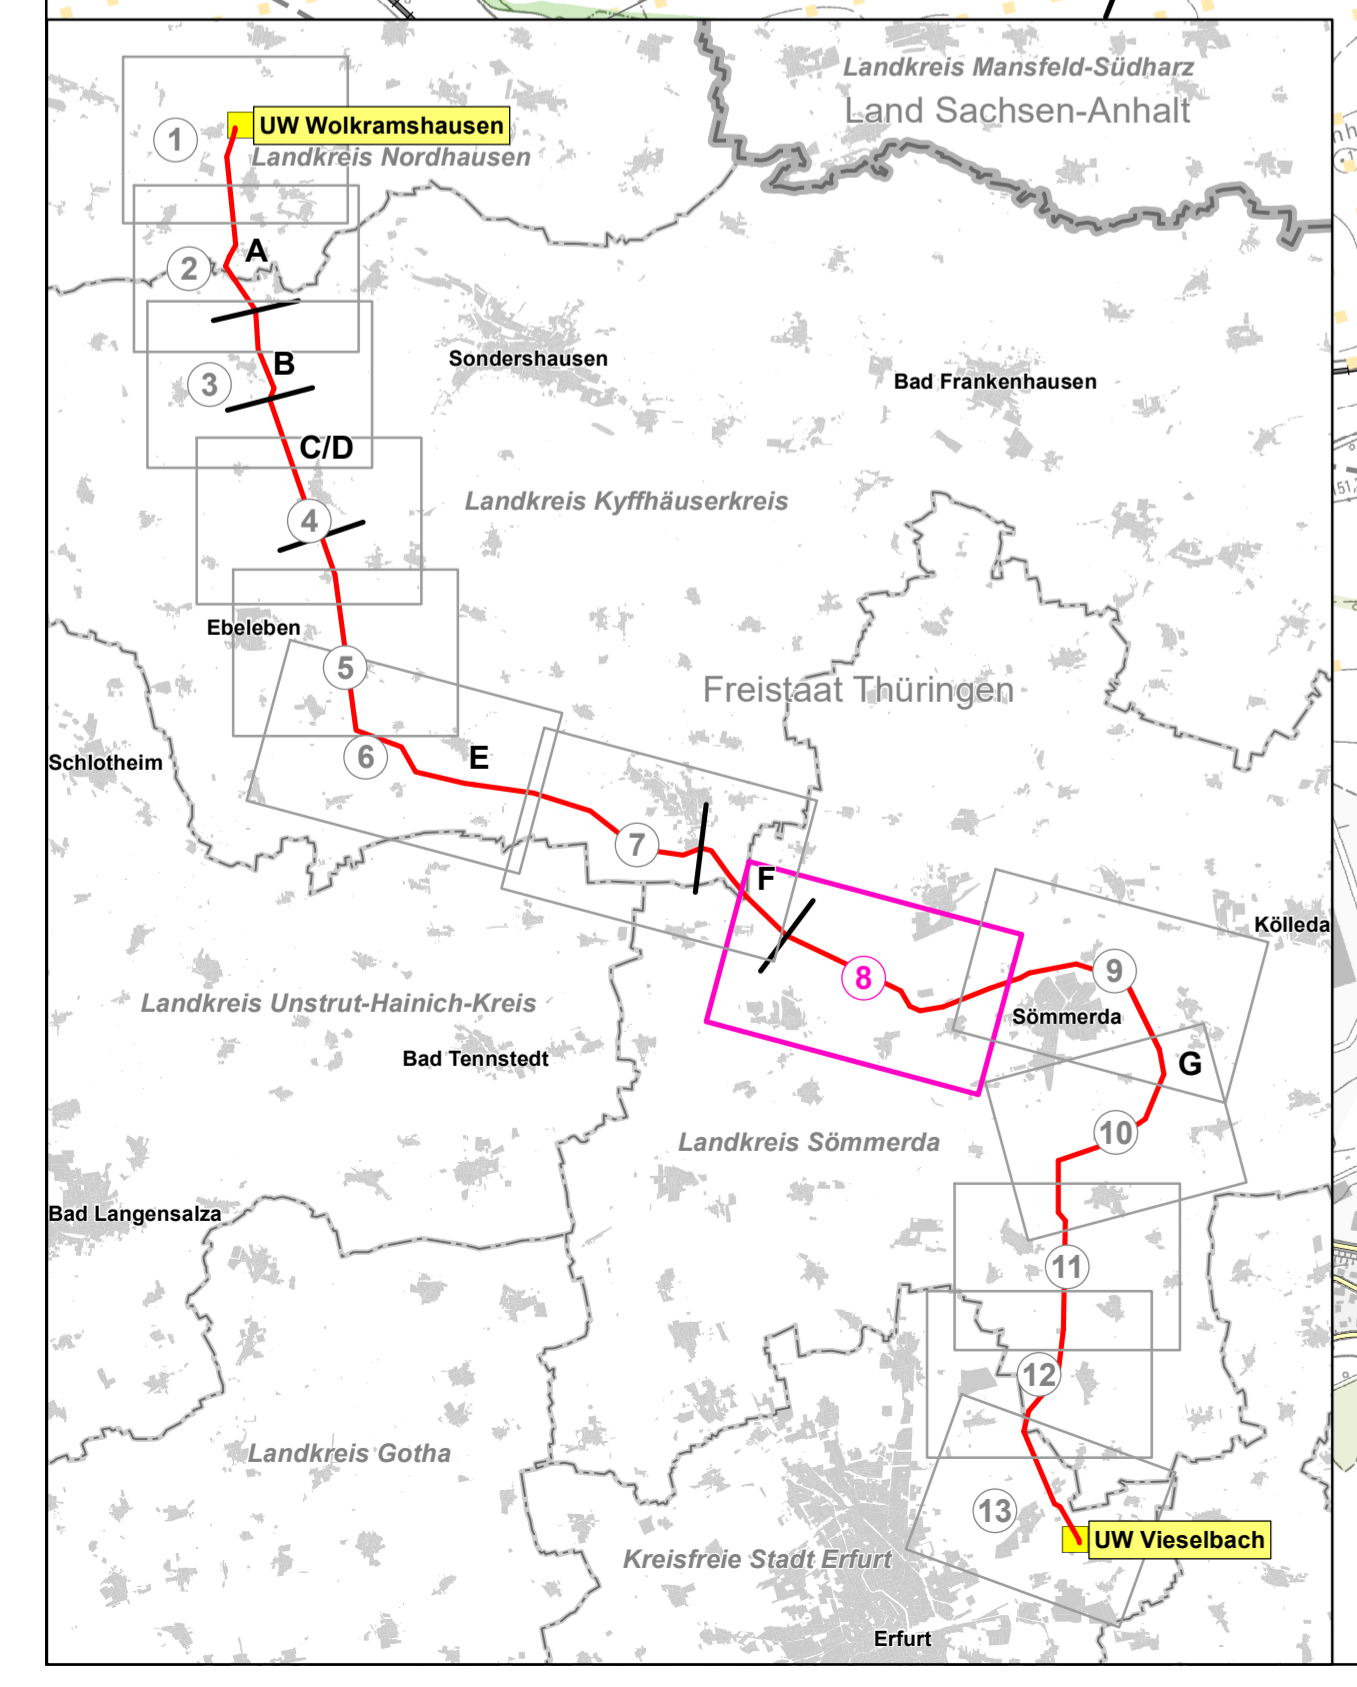 Landkreis Mansfeld-Südharz
Land Sachsen-Anhalt
1
UW Wolkramshausen
Landkreis Nordhausen
A
2
B
3
Sondershausen
Bad Frankenhausen
C/D
Landkreis Kyffhäuserkreis
4
Ebeleben
5
Freistaat Thüringen
6
E
Schlotheim
7
F
8
9
Kölleda
Sömmerda
Landkreis Unstrut-Hainich-Kreis
Bad Tennstedt
G
10
Landkreis Sömmerda
Bad Langensalza
11
12
Landkreis Gotha
13
UW Vieselbach
Kreisfreie Stadt Erfurt
Erfurt